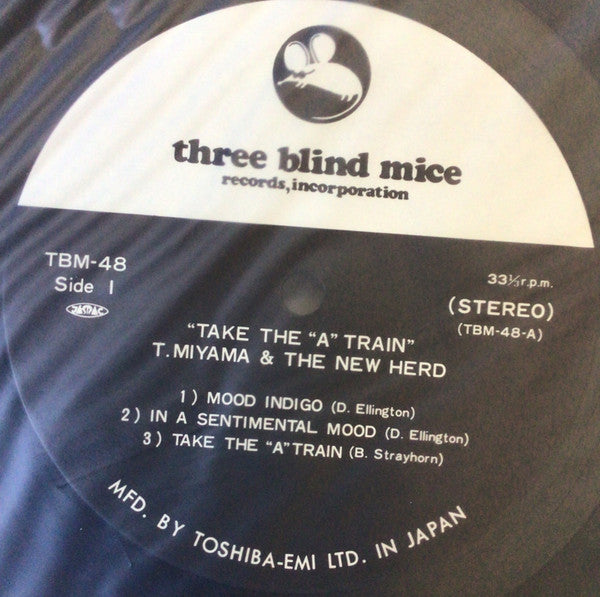 three blind mice
records, incorporation
TBM-48
Side 1
JASRAC
33⅓ r.p.m.
(STEREO)
(TBM-48-A)
"TAKE THE "A" TRAIN"
T. MIYAMA & THE NEW HERD
1) MOOD INDIGO (D. Ellington)
2) IN A SENTIMENTAL MOOD (D. Ellington)
3) TAKE THE "A" TRAIN (B. Strayhorn)
MFD. BY TOSHIBA-EMI LTD. IN JAPAN